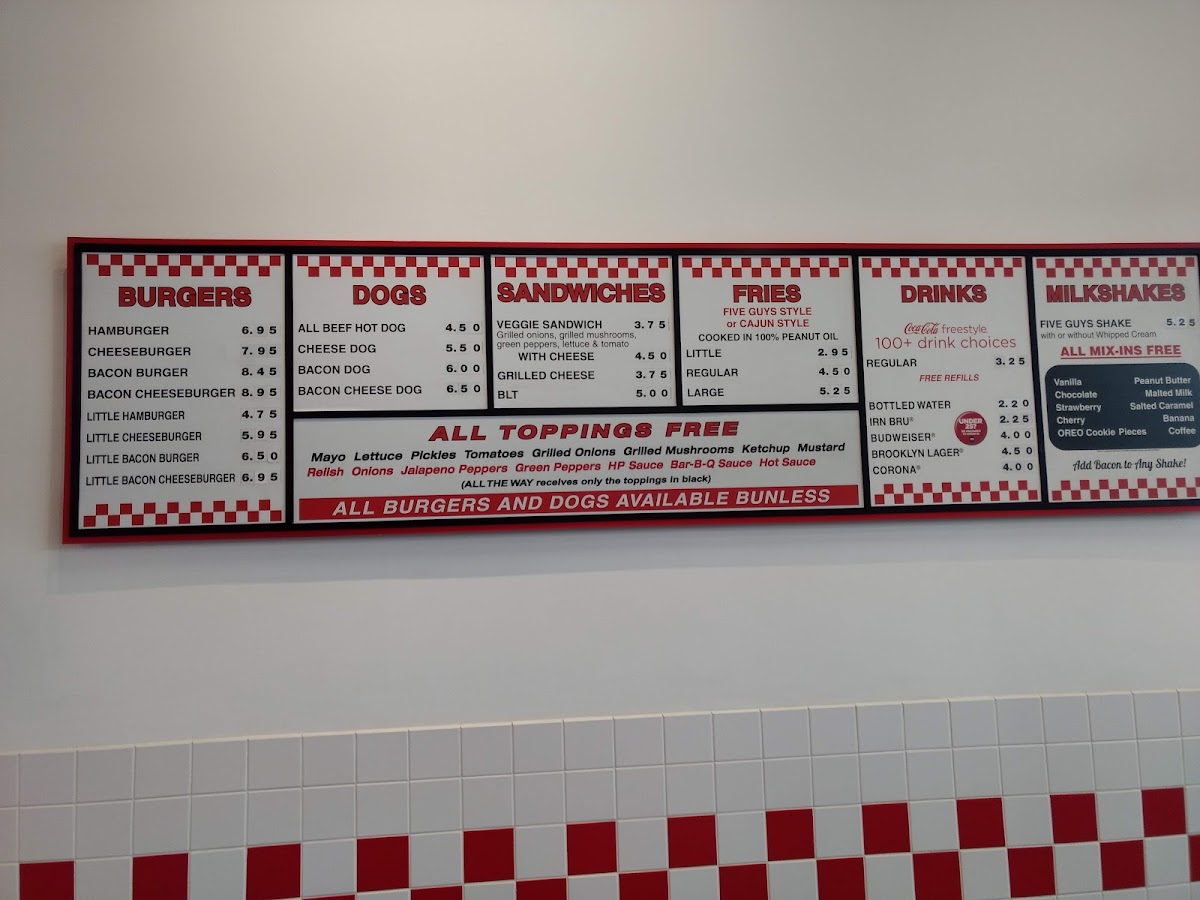 BURGERS
HAMBURGER 6.95
CHEESEBURGER 7.95
BACON BURGER 8.45
BACON CHEESEBURGER 8.95
LITTLE HAMBURGER 4.75
LITTLE CHEESEBURGER 5.95
LITTLE BACON BURGER 6.50
LITTLE BACON CHEESEBURGER 6.95
DOGS
ALL BEEF HOT DOG 4.50
CHEESE DOG 5.50
BACON DOG 6.00
BACON CHEESE DOG 6.50
SANDWICHES
VEGGIE SANDWICH 3.75
Grilled onions, grilled mushrooms,
green peppers, lettuce & tomato
WITH CHEESE 4.50
GRILLED CHEESE 3.75
BLT 5.00
FRIES
FIVE GUYS STYLE
or CAJUN STYLE
COOKED IN 100% PEANUT OIL
LITTLE 2.95
REGULAR 4.50
LARGE 5.25
ALL TOPPINGS FREE
Mayo Lettuce Pickles Tomatoes Grilled Onions Grilled Mushrooms Ketchup Mustard
Relish Onions Jalapeno Peppers Green Peppers HP Sauce Bar-B-Q Sauce Hot Sauce
(ALL THE WAY receives only the toppings in black)
ALL BURGERS AND DOGS AVAILABLE BUNLESS
DRINKS
Coca-Cola freestyle
100+ drink choices
REGULAR 3.25
FREE REFILLS
BOTTLED WATER 2.20
IRN BRU® 2.25
BUDWEISER® 4.00
BROOKLYN LAGER® 4.50
CORONA® 4.00
UNDER
25?
MILKSHAKES
FIVE GUYS SHAKE 5.25
with or without Whipped Cream
ALL MIX-INS FREE
Vanilla Peanut Butter
Chocolate Malted Milk
Strawberry Salted Caramel
Cherry Banana
OREO Cookie Pieces Coffee
Add Bacon to Any Shake!